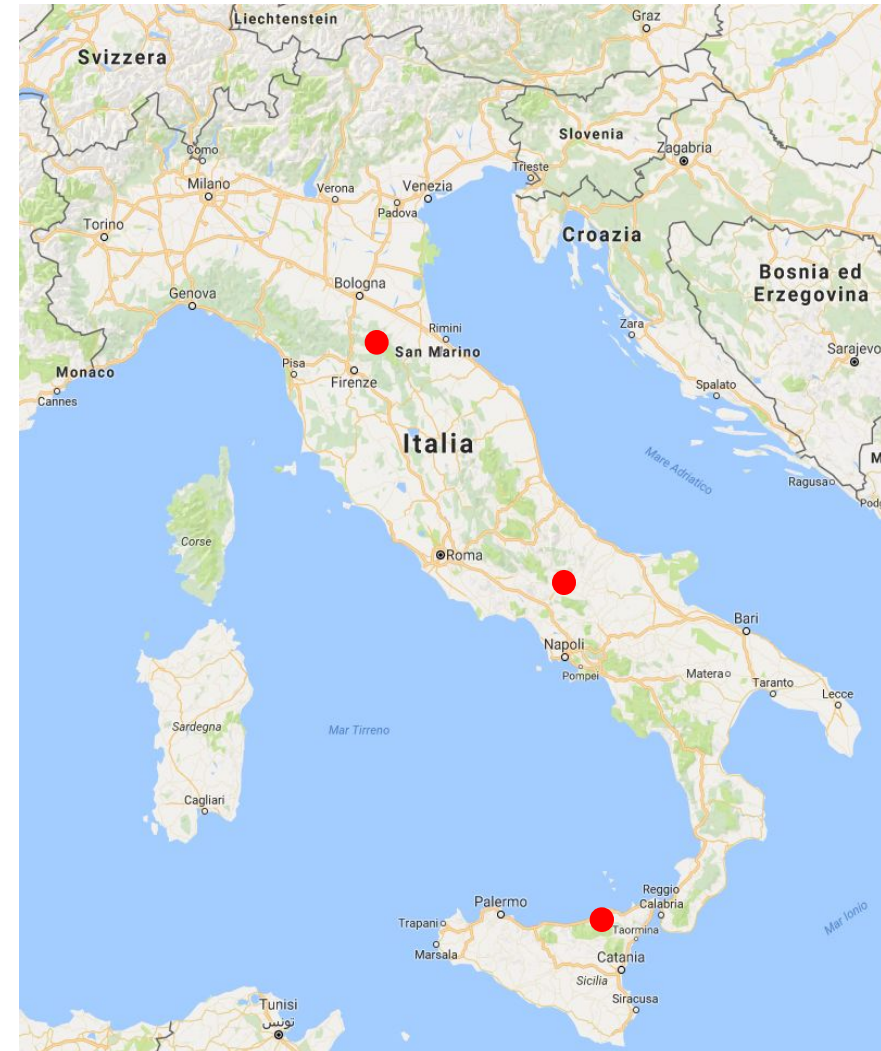 Liechtenstein
Graz
Svizzera
Slovenia
Zagabria
Como
Trieste
Milano
Verona
Venezia
Padova
Torino
Croazia
Bosnia ed
Erzegovina
Bologna
Genova
Zara
Rimini
Sarajevo
San Marino
Pisa
Monaco
Firenze
Spalato
Cannes
Italia
Mare Adriatico
M
Ragusa
Podg
Corse
Roma
Bari
Napoli
Pompei
Matera
Taranto
Lecce
Sardegna
Mar Tirreno
Cagliari
Reggio
Calabria
Palermo
Mar Ionio
Trapani
Taormina
Marsala
Catania
Sicilia
Siracusa
Tunisi
تونس